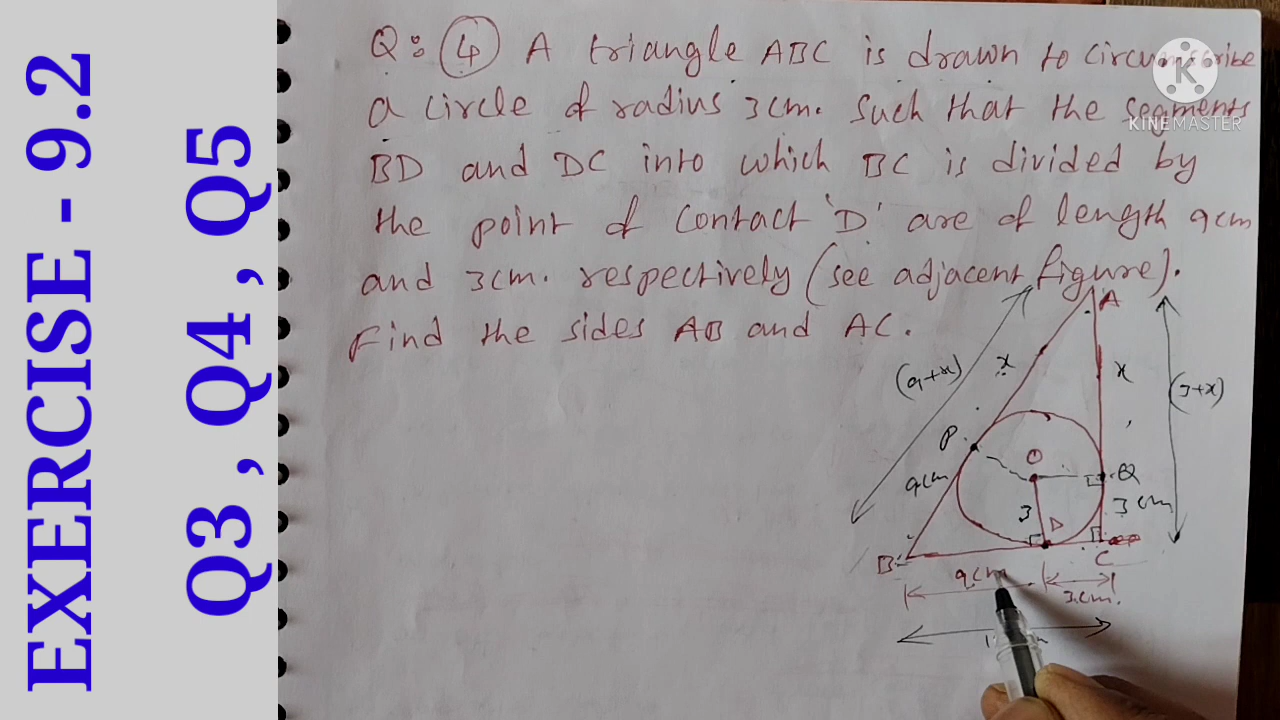 EXERCISE - 9.2
Q3 , Q4 , Q5
Q: 4 A triangle ABC is drawn to circumscribe
a circle of radius 3cm. Such that the segments
BD and DC into which BC is divided by
the point of contact 'D' are of length 9cm
and 3cm. respectively (see adjacent figure).
Find the sides AB and AC.
K
KINEMASTER
A
(9+x)
x
x
(3+x)
P
O
Q
9cm
3
3cm
D
B
C
9cm
3cm.